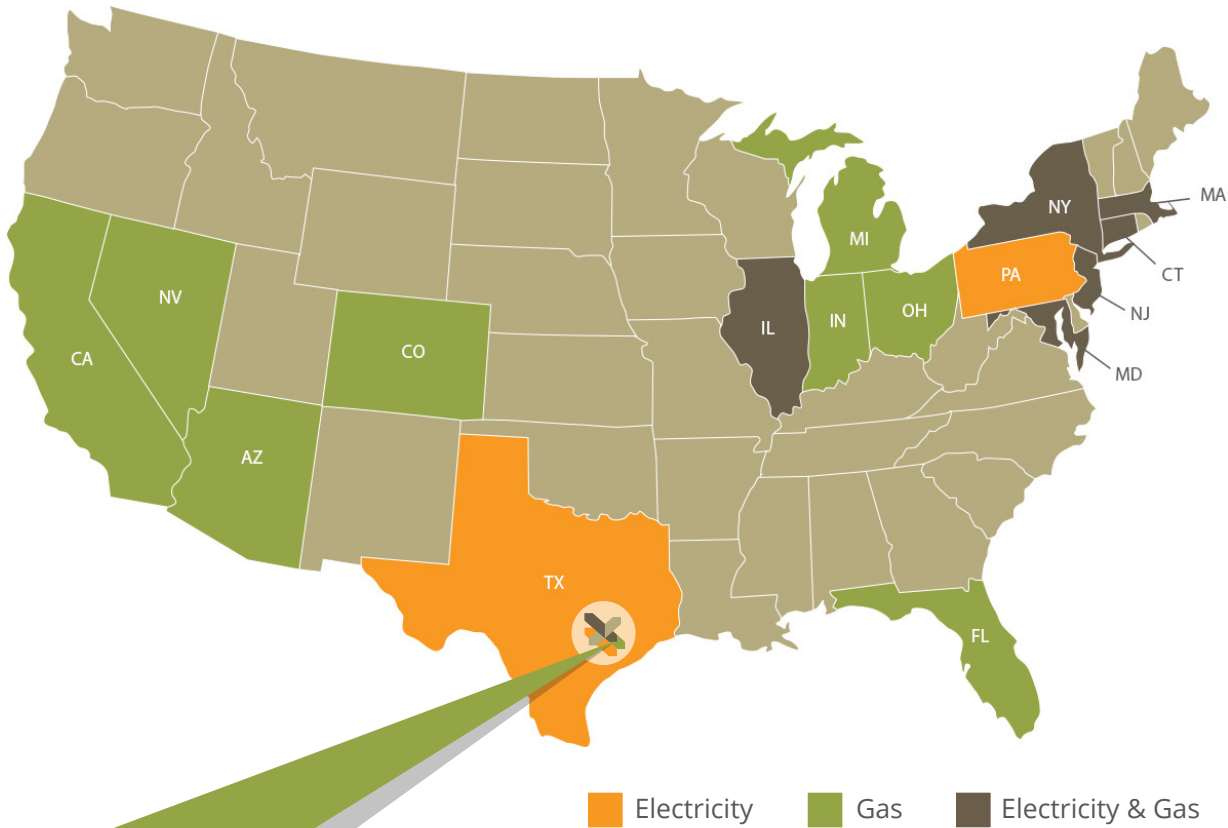 MA
NY
MI
CT
PA
NV
NJ
OH
IN
IL
CO
CA
MD
AZ
TX
FL
Electricity
Gas
Electricity & Gas